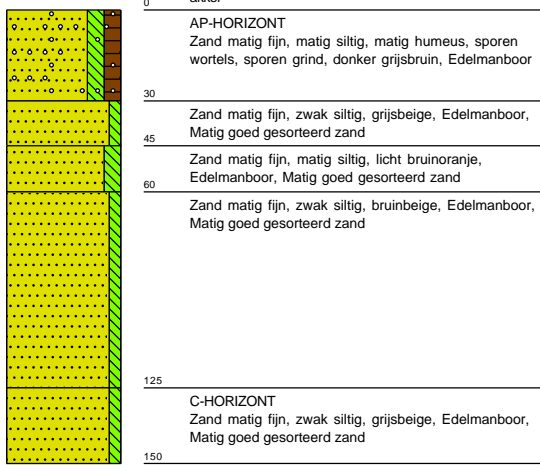 0
AP-HORIZONT
Zand matig fijn, matig siltig, matig humeus, sporen
wortels, sporen grind, donker grijsbruin, Edelmanboor
30
Zand matig fijn, zwak siltig, grijsbeige, Edelmanboor,
Matig goed gesorteerd zand
45
Zand matig fijn, matig siltig, licht bruinoranje,
Edelmanboor, Matig goed gesorteerd zand
60
Zand matig fijn, zwak siltig, bruinbeige, Edelmanboor,
Matig goed gesorteerd zand
125
C-HORIZONT
Zand matig fijn, zwak siltig, grijsbeige, Edelmanboor,
Matig goed gesorteerd zand
150